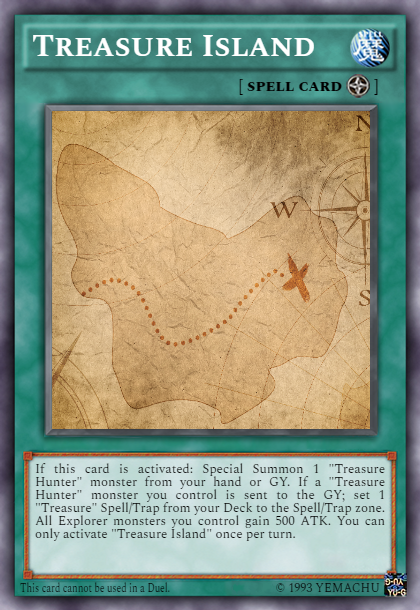 TREASURE ISLAND
魔
[ SPELL CARD ]
N
W
S
If this card is activated: Special Summon 1 "Treasure
Hunter" monster from your hand or GY. If a "Treasure
Hunter" monster you control is sent to the GY; set 1
"Treasure" Spell/Trap from your Deck to the Spell/Trap zone.
All Explorer monsters you control gain 500 ATK. You can
only activate "Treasure Island" once per turn.
This card cannot be used in a Duel.
© 1993 YEMACHU